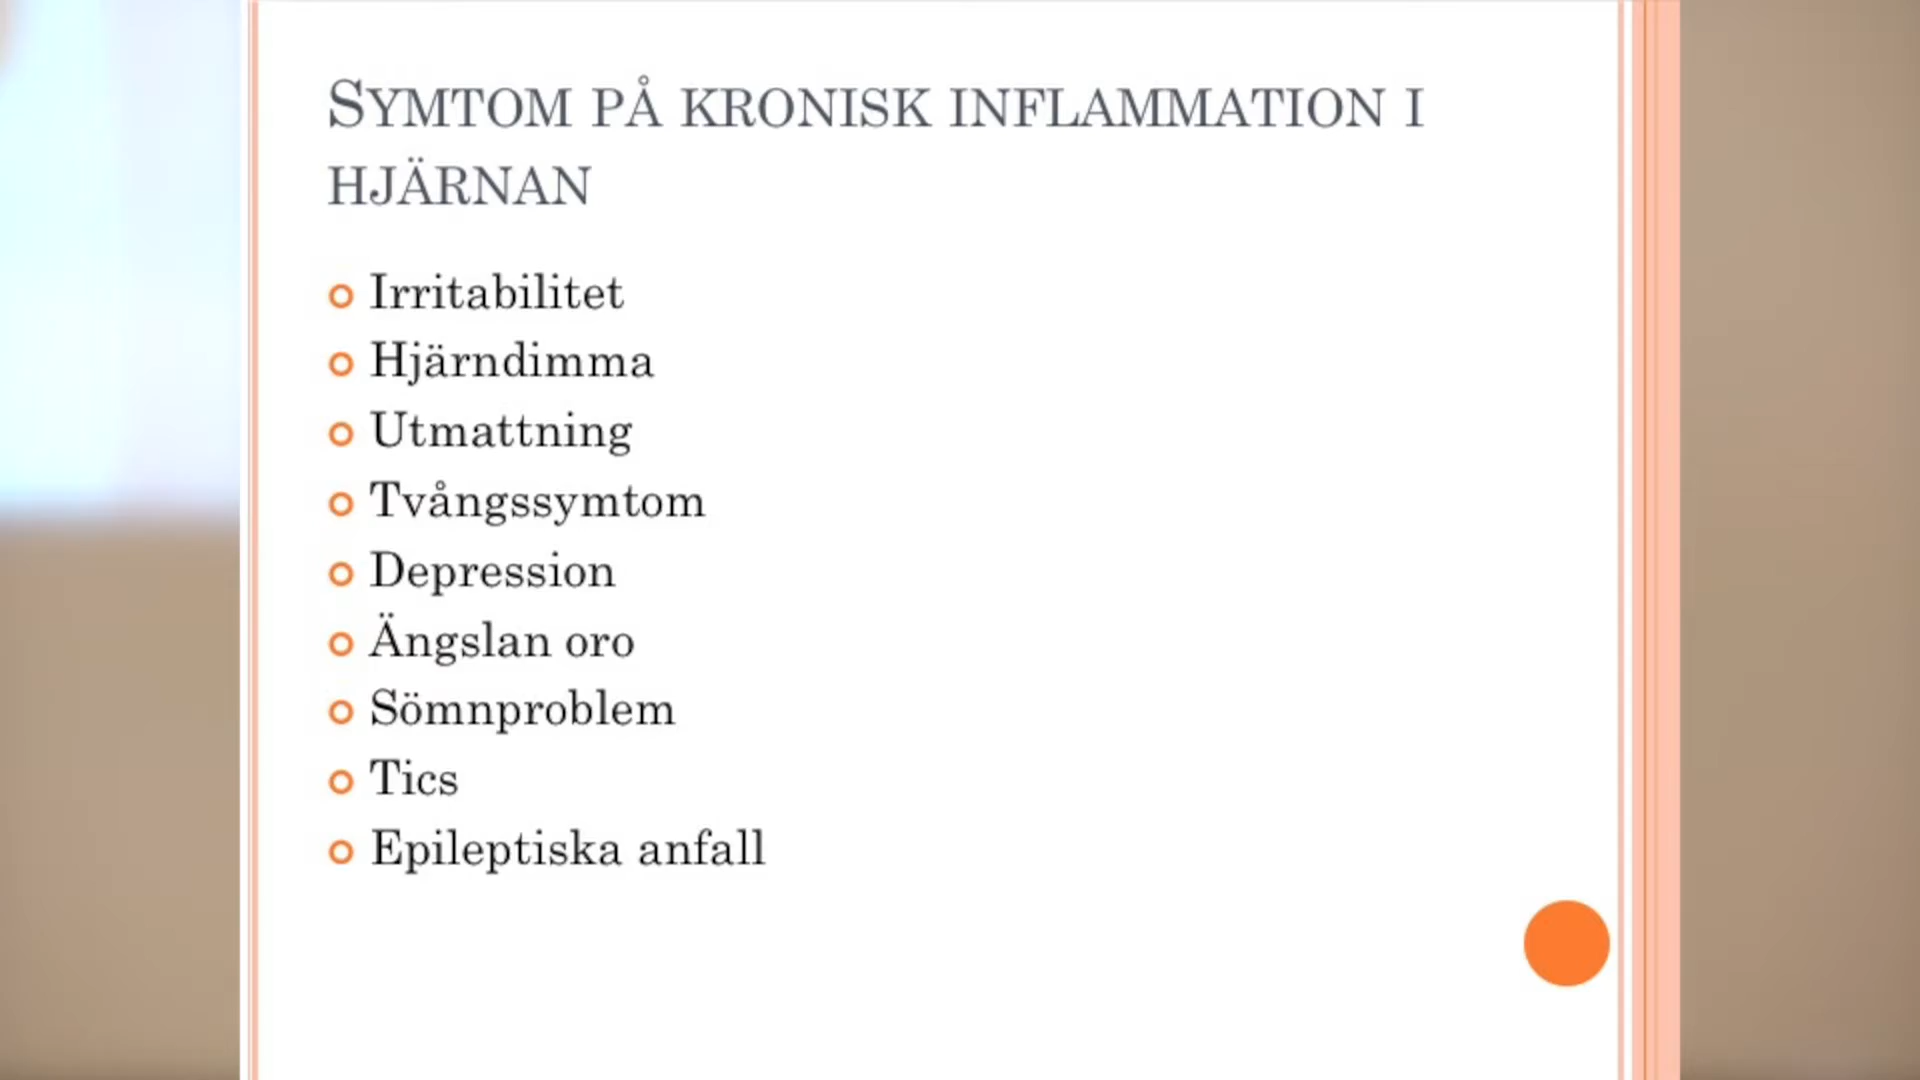 Symtom på kronisk inflammation i
hjärnan
Irritabilitet
Hjärndimma
Utmattning
Tvångssymtom
Depression
Ängslan oro
Sömnproblem
Tics
Epileptiska anfall